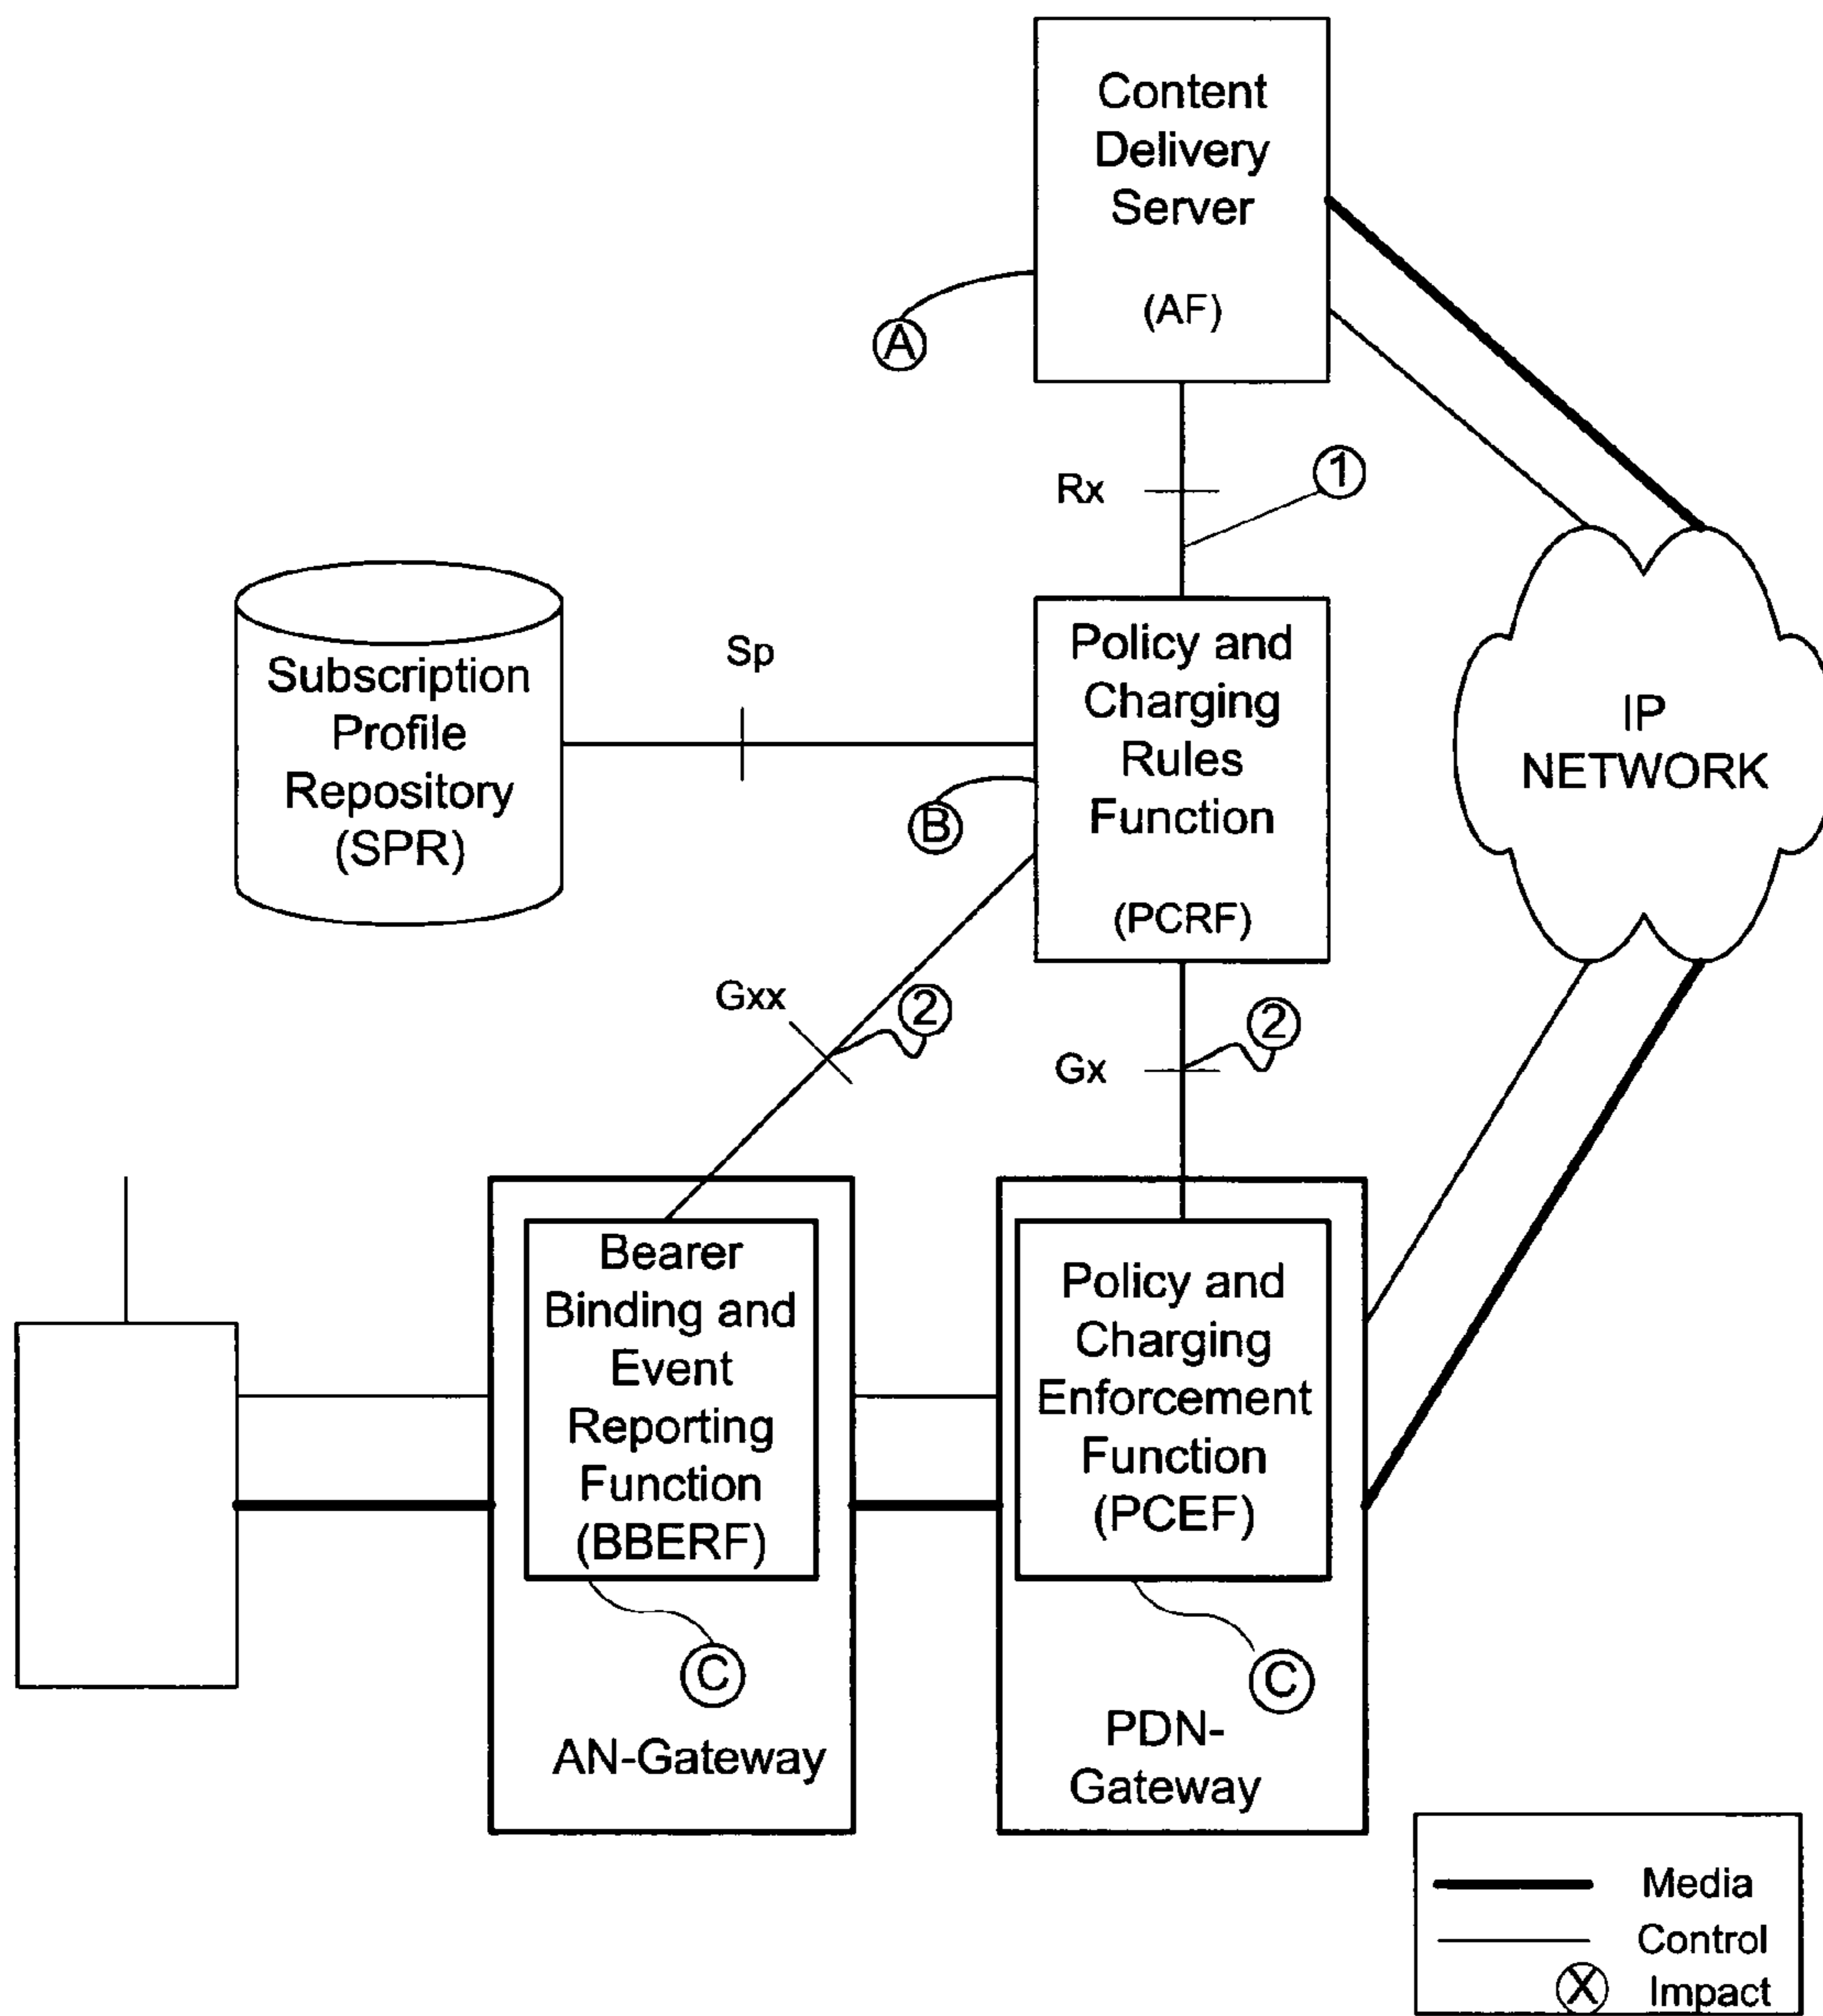 Content
Delivery
Server
(AF)
A
Rx
1
Subscription
Profile
Repository
(SPR)
Sp
Policy and
Charging
Rules
Function
(PCRF)
B
IP
NETWORK
Gxx
2
Gx
2
Bearer
Binding and
Event
Reporting
Function
(BBERF)
C
AN-Gateway
Policy and
Charging
Enforcement
Function
(PCEF)
C
PDN-
Gateway
Media
Control
X Impact